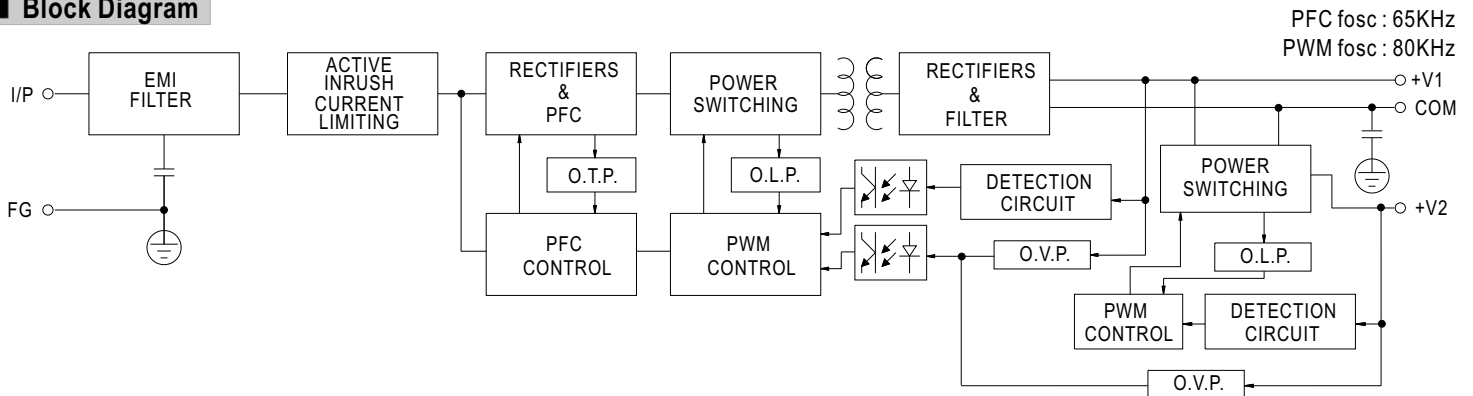 Block Diagram
PFC fosc : 65KHz
PWM fosc : 80KHz
I/P
EMI
FILTER
ACTIVE
INRUSH
CURRENT
LIMITING
RECTIFIERS
&
PFC
POWER
SWITCHING
RECTIFIERS
&
FILTER
+V1
COM
O.T.P.
O.L.P.
DETECTION
CIRCUIT
POWER
SWITCHING
+V2
FG
PFC
CONTROL
PWM
CONTROL
O.V.P.
O.L.P.
PWM
CONTROL
DETECTION
CIRCUIT
O.V.P.